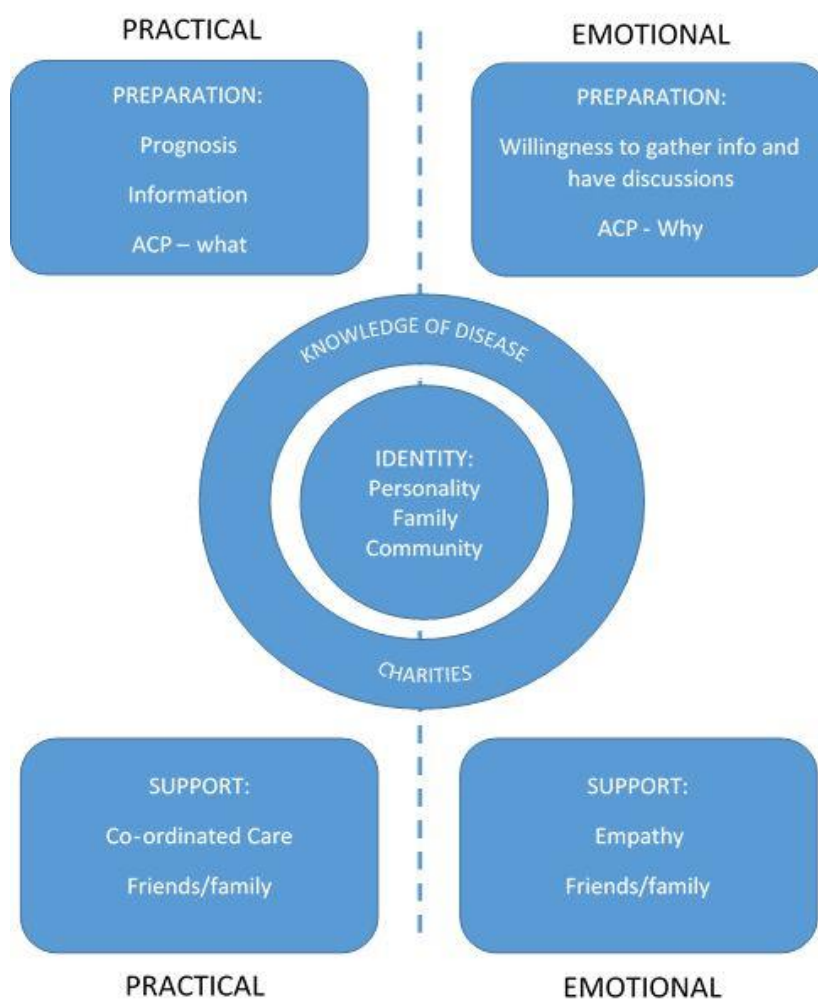 PRACTICAL
EMOTIONAL
PREPARATION:
Prognosis
Information
ACP – what
PREPARATION:
Willingness to gather info and
have discussions
ACP - Why
KNOWLEDGE OF DISEASE
IDENTITY:
Personality
Family
Community
CHARITIES
SUPPORT:
Co-ordinated Care
Friends/family
SUPPORT:
Empathy
Friends/family
PRACTICAL
EMOTIONAL